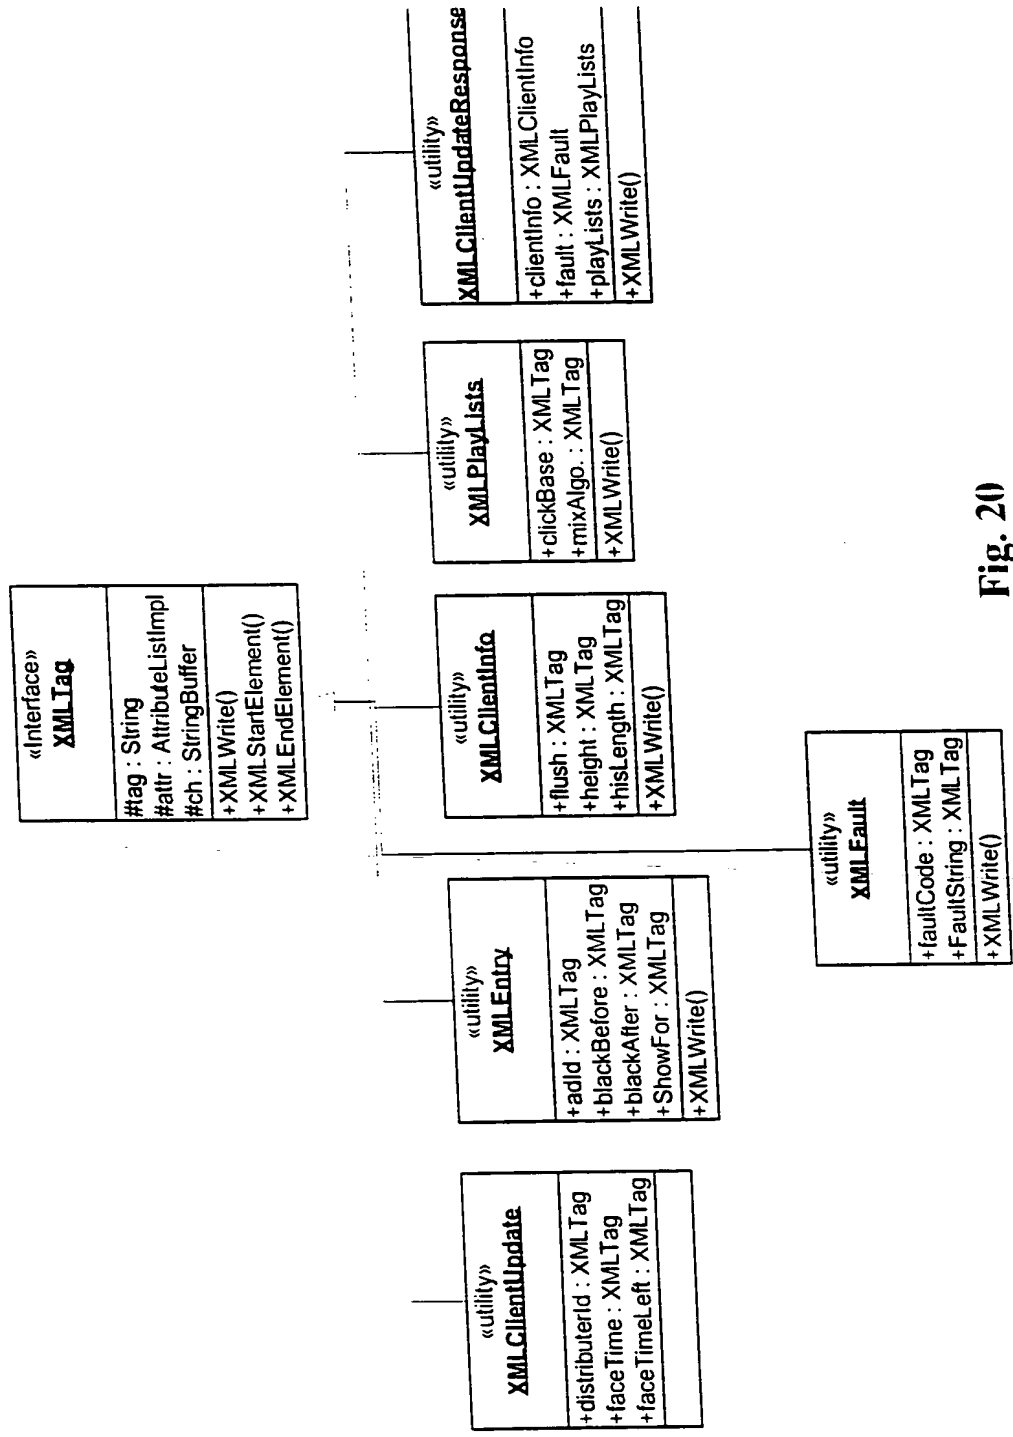 «Interface»
XMLTag
#tag : String
#attr : AttributeListImpl
#ch : StringBuffer
+XMLWrite()
+XMLStartElement()
+XMLEndElement()
«utility»
XMLClientUpdate
+distributerId : XMLTag
+faceTime : XMLTag
+faceTimeLeft : XMLTag
«utility»
XMLEntry
+adId : XMLTag
+blackBefore : XMLTag
+blackAfter : XMLTag
+ShowFor : XMLTag
+XMLWrite()
«utility»
XMLClientInfo
+flush : XMLTag
+height : XMLTag
+hisLength : XMLTag
+XMLWrite()
«utility»
XMLPlayLists
+clickBase : XMLTag
+mixAlgo. : XMLTag
+XMLWrite()
«utility»
XMLClientUpdateResponse
+clientInfo : XMLClientInfo
+fault : XMLFault
+playLists : XMLPlayLists
+XMLWrite()
«utility»
XMLFault
+faultCode : XMLTag
+FaultString : XMLTag
+XMLWrite()
Fig. 20